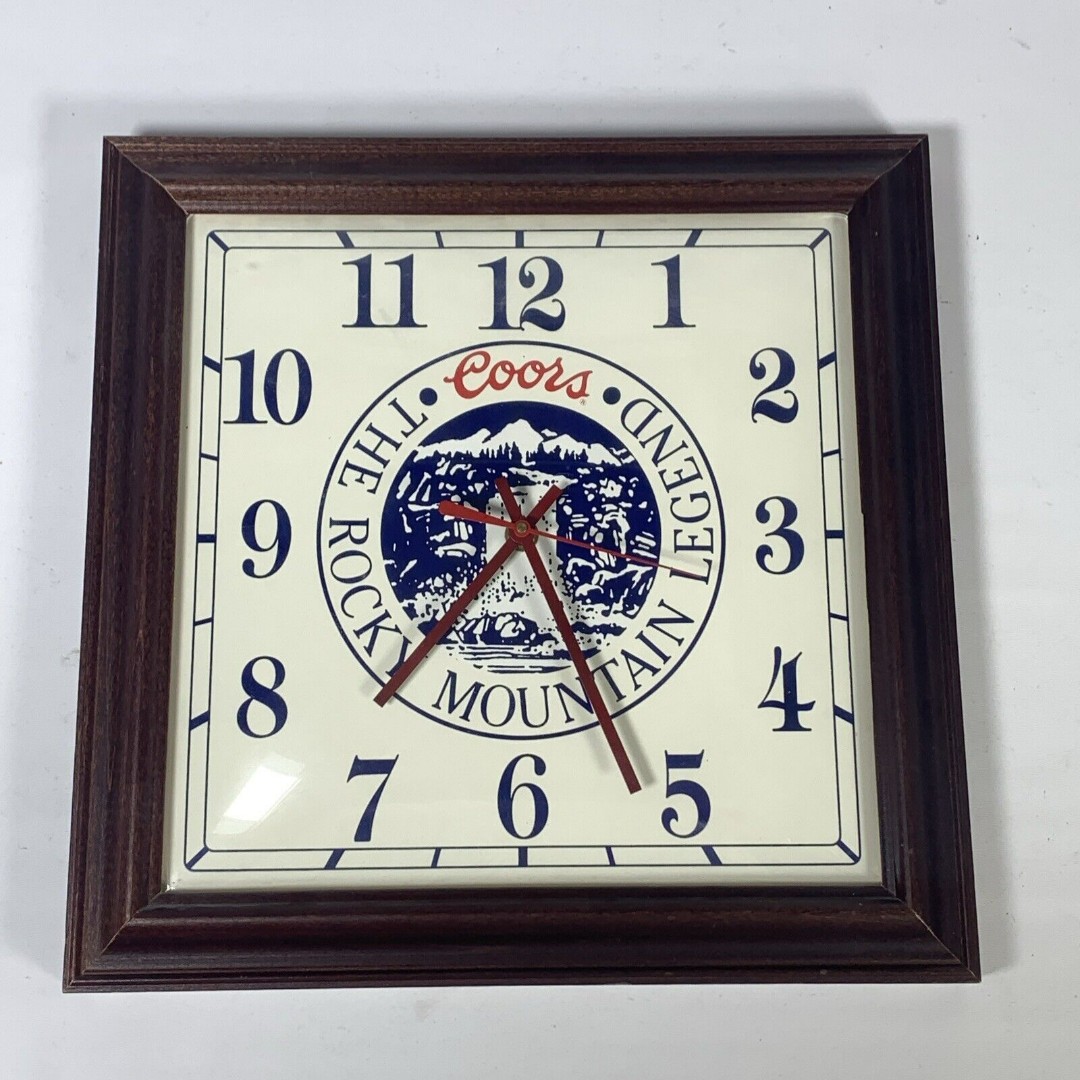 11 12 1
10 2
9 3
8 4
7 6 5
Coors®
• THE ROCKY MOUNTAIN LEGEND •